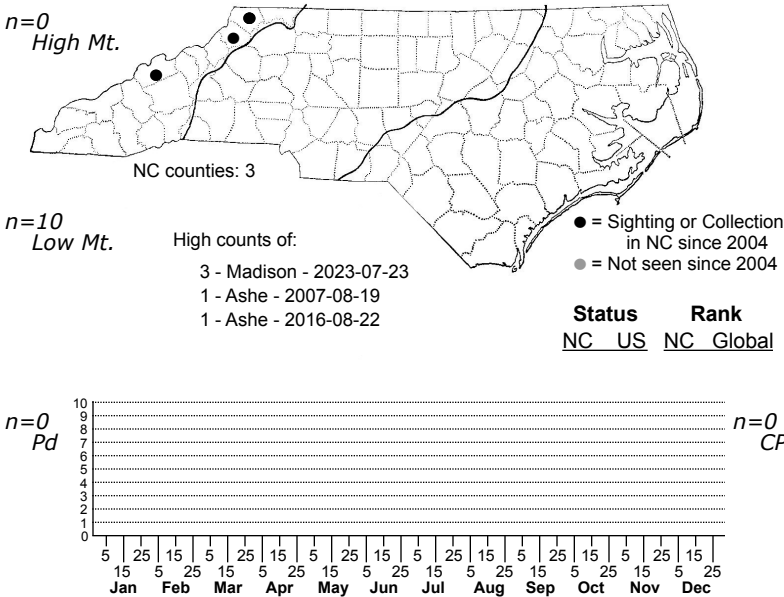 n=0
High Mt.
NC counties: 3
n=10
Low Mt.
High counts of:
3 - Madison - 2023-07-23
1 - Ashe - 2007-08-19
1 - Ashe - 2016-08-22
= Sighting or Collection
in NC since 2004
= Not seen since 2004
Status Rank
NC US NC Global
n=0
Pd
n=0
CP
10
9
8
7
6
5
4
3
2
1
0
5 25 15 5 25 15 5 25 15 5 25 15 5 25 15 5 25 15
15 5 25 15 5 25 15 5 25 15 5 25 15 5 25 15 5 25
Jan Feb Mar Apr May Jun Jul Aug Sep Oct Nov Dec